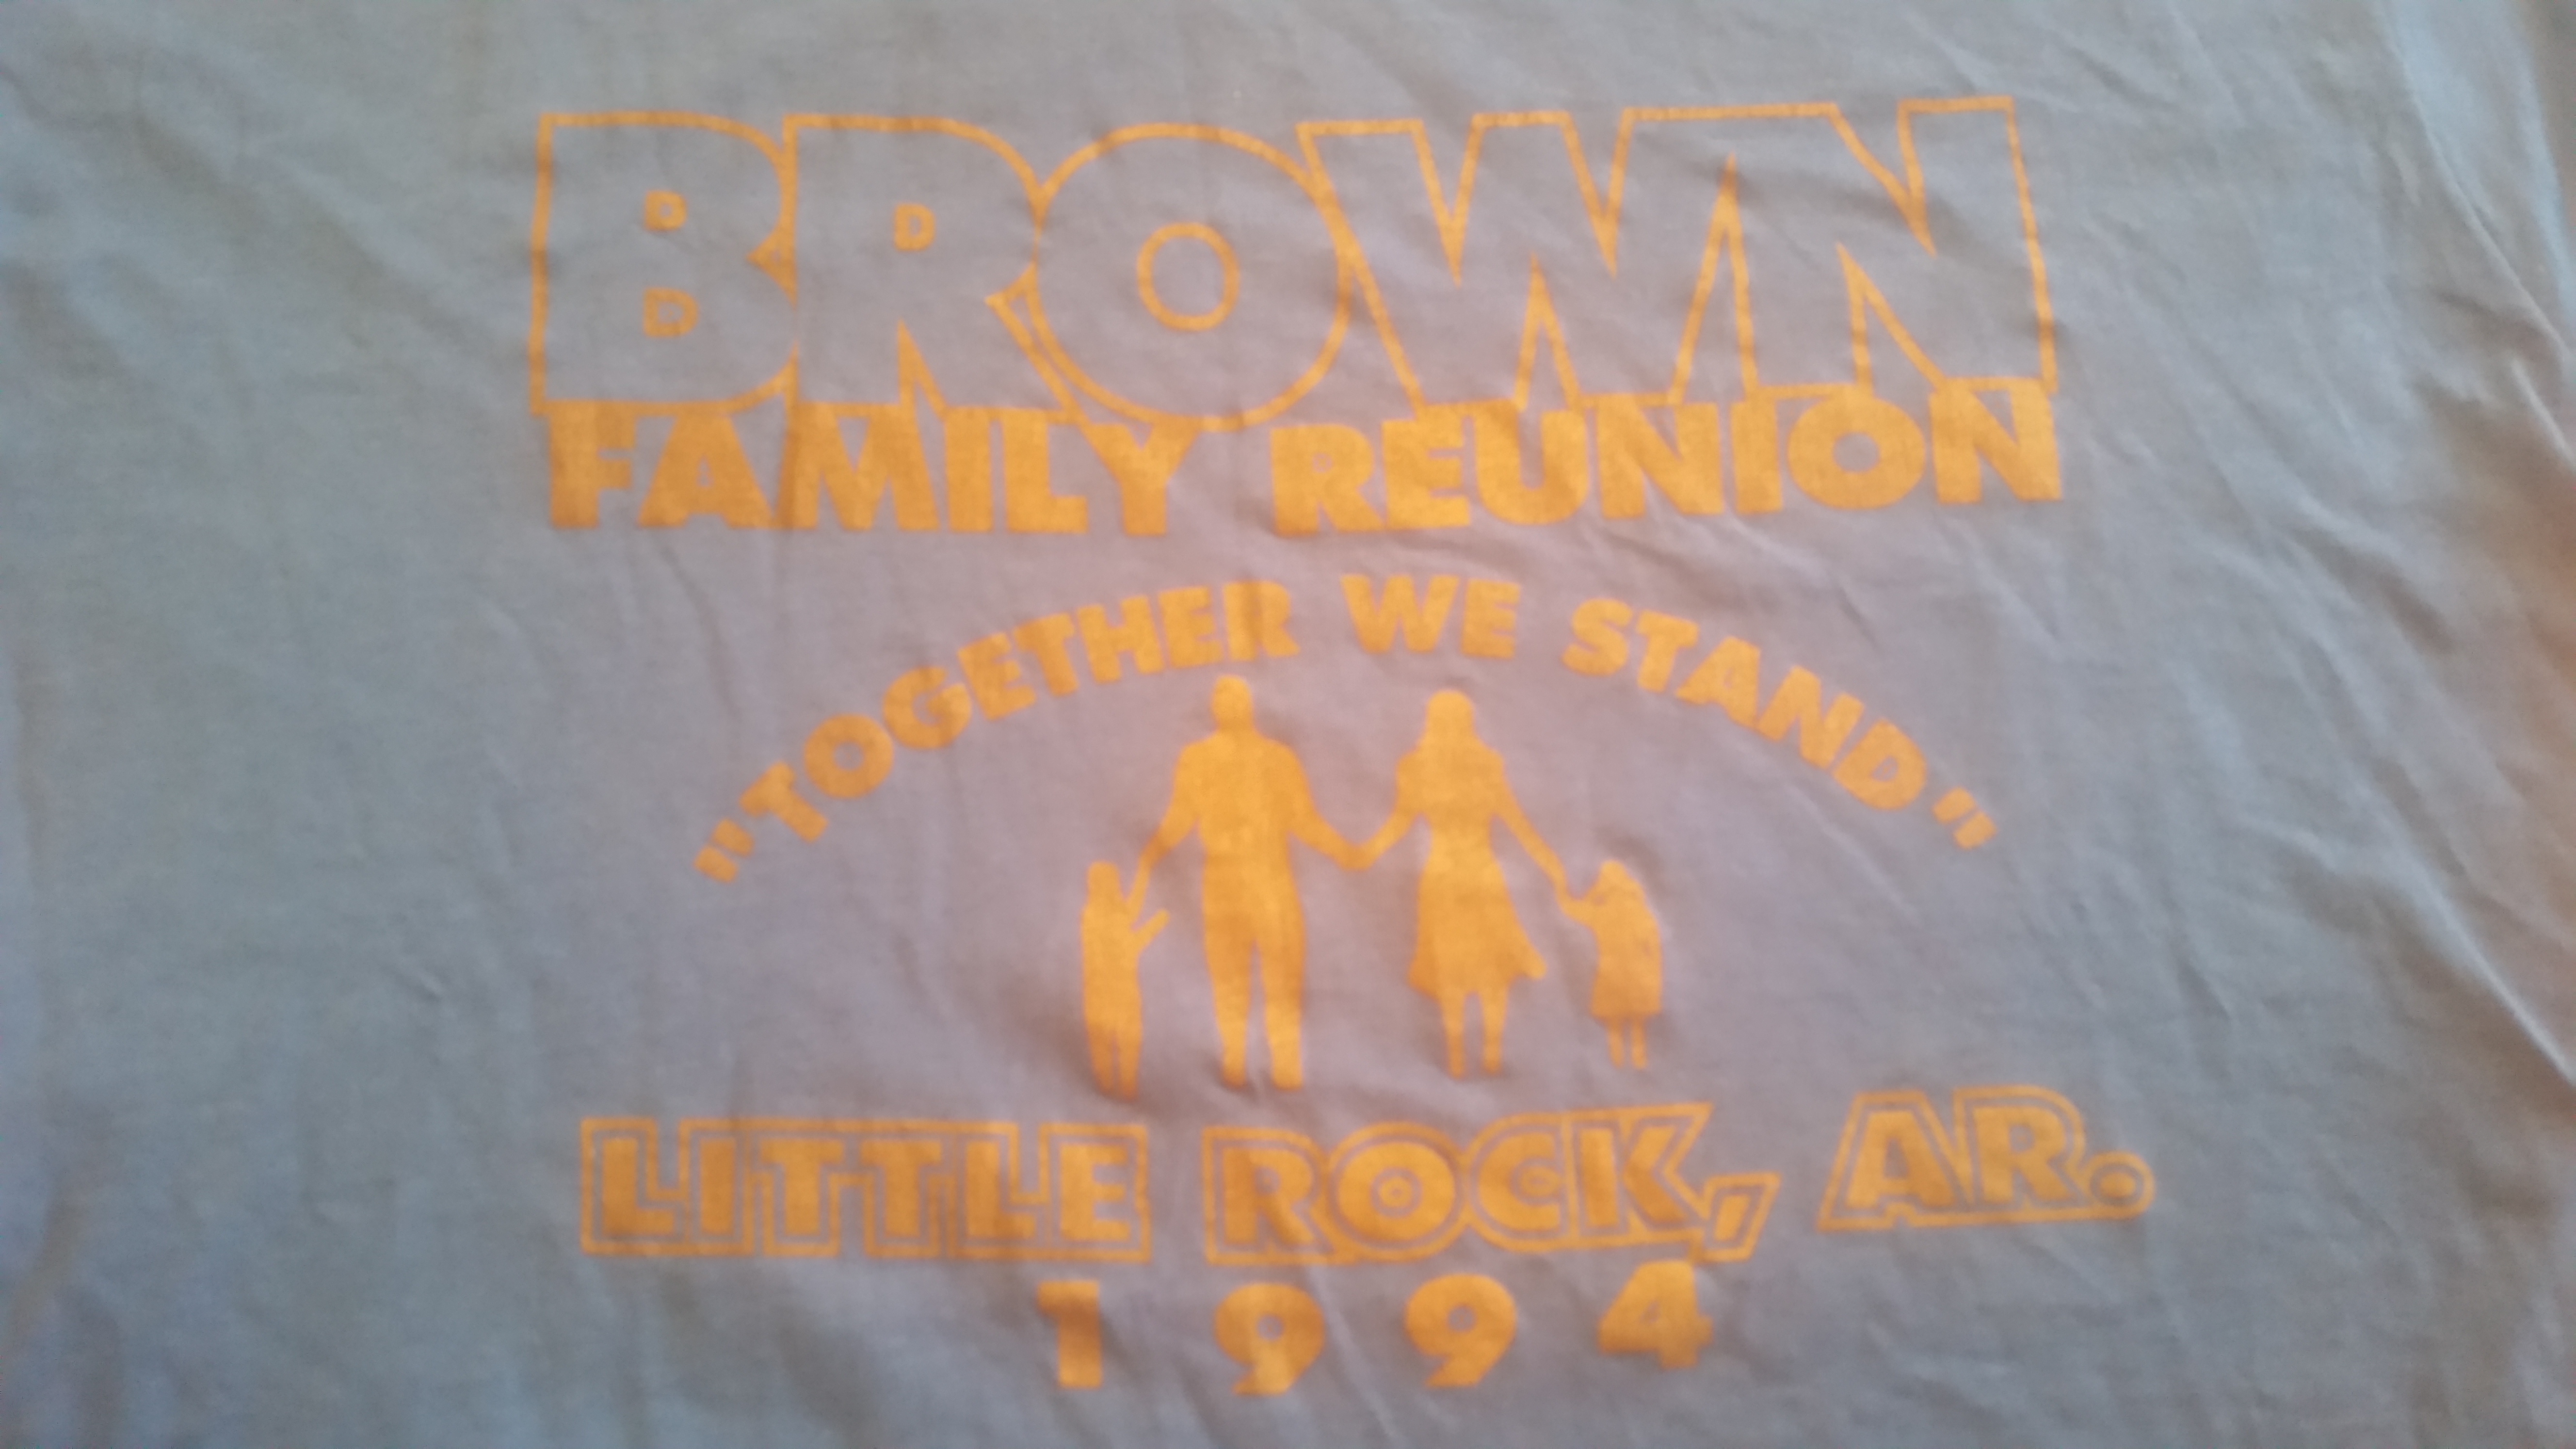 BROWN
FAMILY REUNION
"TOGETHER WE STAND"
LITTLE ROCK, AR.
1994